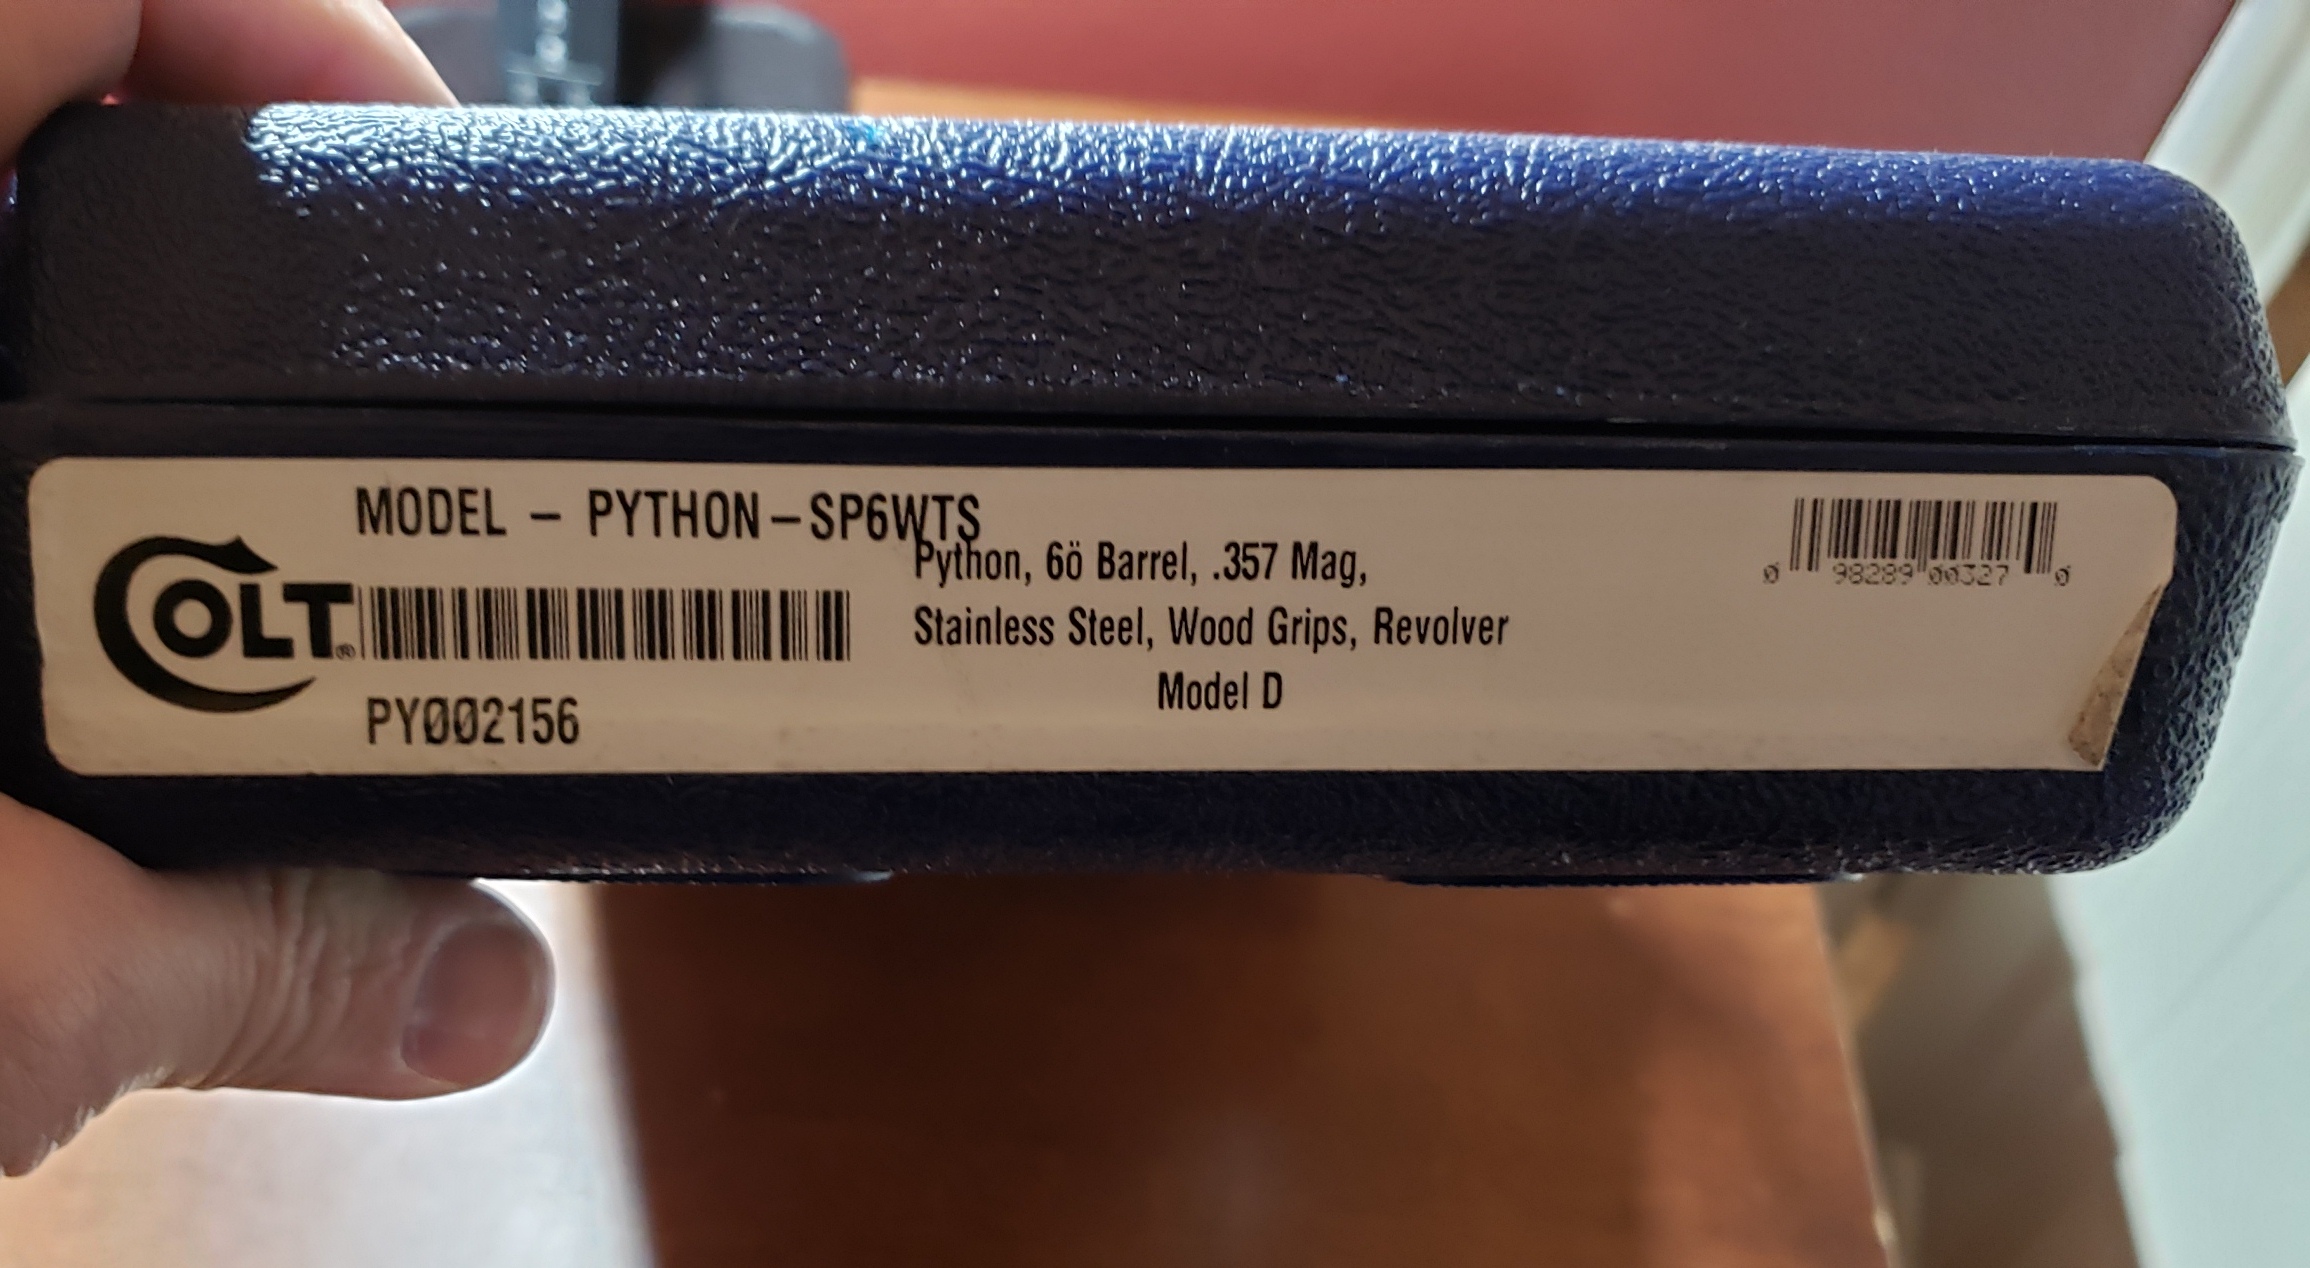 MODEL – PYTHON–SP6WTS
COLT®
Python, 6ö Barrel, .357 Mag,
Stainless Steel, Wood Grips, Revolver
Model D
PY002156
0 98289 00327 0